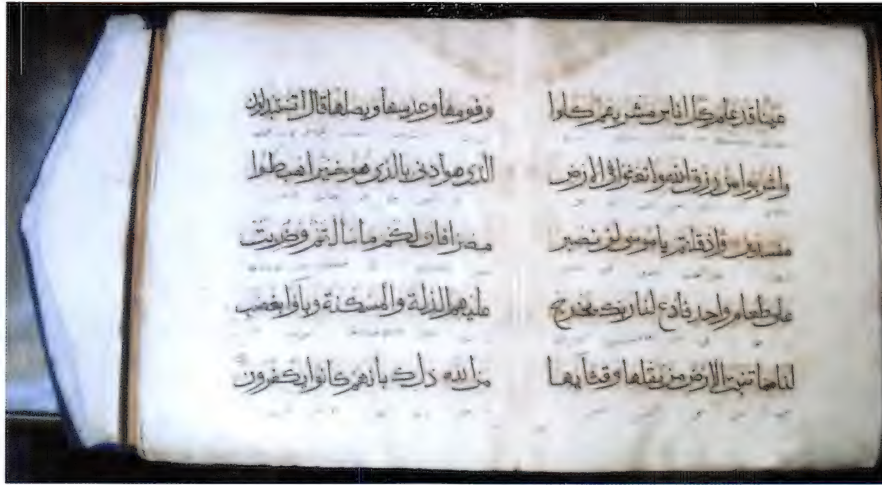 عينا قد علم كل اناس مشربهم كلوا
واشربوا من رزق الله ولا تعثوا في الارض
مفسدين واذ قلتم ياموسى لن نصبر
على طعام واحد فادع لنا ربك يخرج
لنا مما تنبت الارض من بقلها وقثايها
وفومها وعدسها وبصلها قال اتستبدلون
الذي هو ادنى بالذي هو خير اهبطوا
مصرا فان لكم ما سالتم وضربت
عليهم الذلة والمسكنة وباوا بغضب
من الله ذلك بانهم كانوا يكفرون